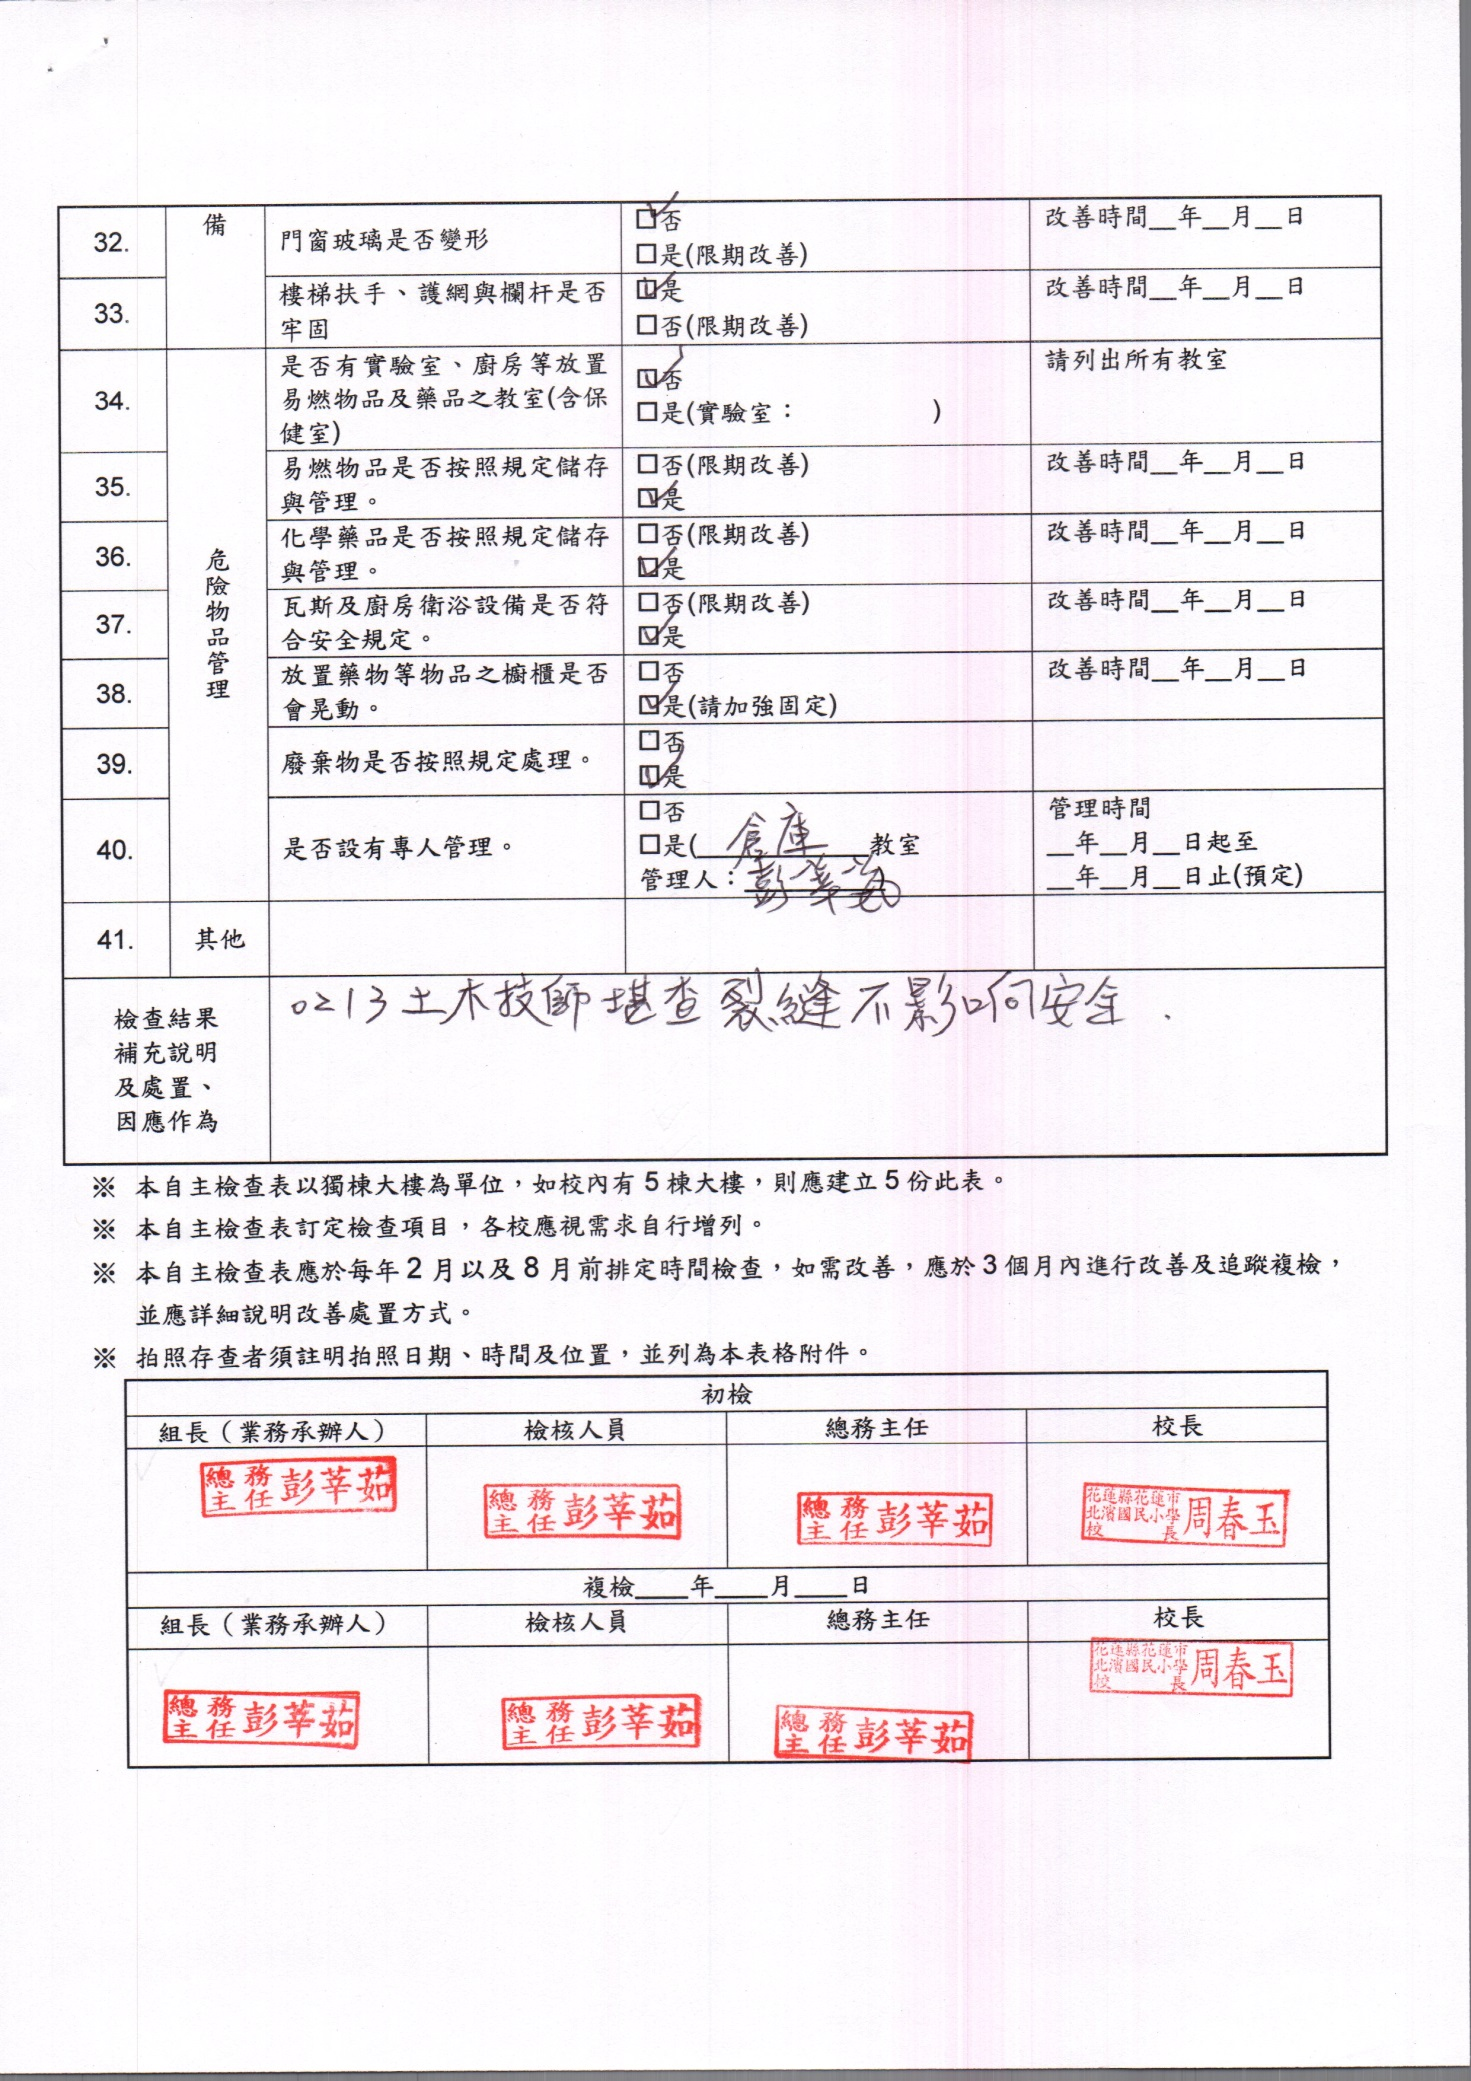 32.
備
門窗玻璃是否變形
□否
□是(限期改善)
改善時間__年__月__日
33.
樓梯扶手、護網與欄杆是否
牢固
□是
□否(限期改善)
改善時間__年__月__日
危險物品管理
34.
是否有實驗室、廚房等放置
易燃物品及藥品之教室(含保
健室)
□否
□是(實驗室：　　　　　)
請列出所有教室
35.
易燃物品是否按照規定儲存
與管理。
□否(限期改善)
□是
改善時間__年__月__日
36.
化學藥品是否按照規定儲存
與管理。
□否(限期改善)
□是
改善時間__年__月__日
37.
瓦斯及廚房衛浴設備是否符
合安全規定。
□否(限期改善)
□是
改善時間__年__月__日
38.
放置藥物等物品之櫥櫃是否
會晃動。
□否
□是(請加強固定)
改善時間__年__月__日
39.
廢棄物是否按照規定處理。
□否
□是
40.
是否設有專人管理。
□否
□是(倉庫教室
管理人：彭莘茹
管理時間
__年__月__日起至
__年__月__日止(預定)
41.
其他
檢查結果
補充說明
及處置、
因應作為
0213土木技師堪查裂縫不影响安全.
※ 本自主檢查表以獨棟大樓為單位，如校內有5棟大樓，則應建立5份此表。
※ 本自主檢查表訂定檢查項目，各校應視需求自行增列。
※ 本自主檢查表應於每年2月以及8月前排定時間檢查，如需改善，應於3個月內進行改善及追蹤複檢，
並應詳細說明改善處置方式。
※ 拍照存查者須註明拍照日期、時間及位置，並列為本表格附件。
初檢
組長（業務承辦人） 檢核人員 總務主任 校長
總務主任彭莘茹 總務主任彭莘茹 總務主任彭莘茹 花蓮縣花蓮市北濱國民小學校長周春玉
複檢____年____月____日
組長（業務承辦人） 檢核人員 總務主任 校長
總務主任彭莘茹 總務主任彭莘茹 總務主任彭莘茹 花蓮縣花蓮市北濱國民小學校長周春玉